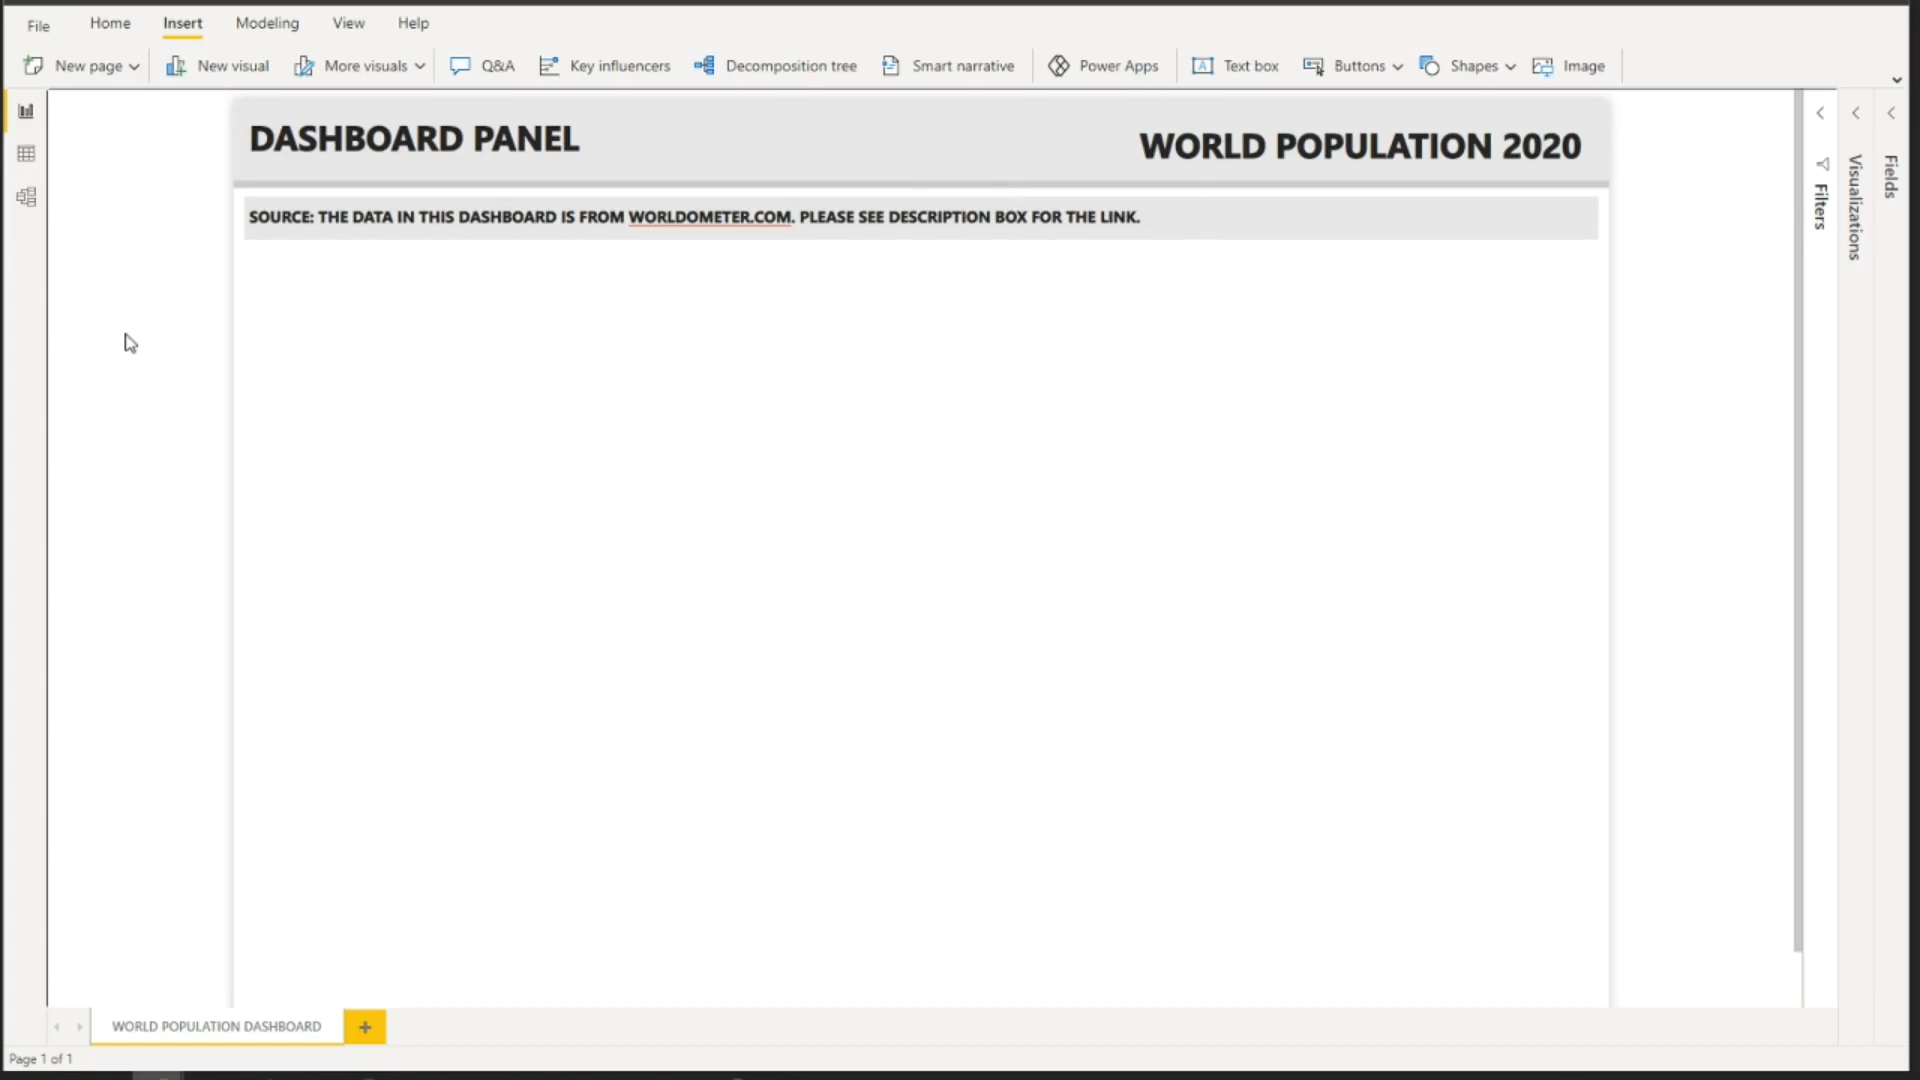 File Home Insert Modeling View Help
New page New visual More visuals Q&A Key influencers Decomposition tree Smart narrative Power Apps Text box Buttons Shapes Image
DASHBOARD PANEL
WORLD POPULATION 2020
SOURCE: THE DATA IN THIS DASHBOARD IS FROM WORLDOMETER.COM. PLEASE SEE DESCRIPTION BOX FOR THE LINK.
Filters
Visualizations
Fields
WORLD POPULATION DASHBOARD
Page 1 of 1